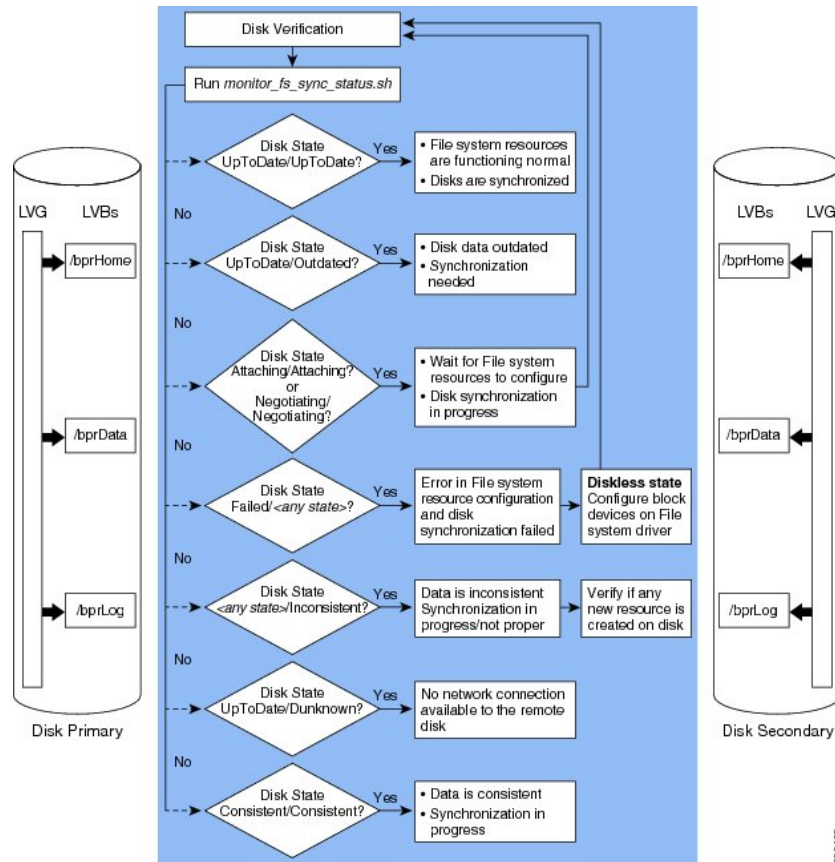 Disk Verification
Run monitor_fs_sync_status.sh
Disk State
UpToDate/UpToDate?
Yes
• File system resources
are functioning normal
• Disks are synchronized
No
Disk State
UpToDate/Outdated?
Yes
• Disk data outdated
• Synchronization
needed
No
Disk State
Attaching/Attaching?
or
Negotiating/
Negotiating?
Yes
• Wait for File system
resources to configure
• Disk synchronization
in progress
No
Disk State
Failed/<any state>?
Yes
Error in File system
resource configuration
and disk
synchronization failed
Diskless state
Configure block
devices on File
system driver
No
Disk State
<any state>/Inconsistent?
Yes
Data is inconsistent
Synchronization in
progress/not proper
Verify if any
new resource is
created on disk
No
Disk State
UpToDate/Dunknown?
Yes
No network connection
available to the remote
disk
No
Disk State
Consistent/Consistent?
Yes
• Data is consistent
• Synchronization in
progress
LVG
LVBs
/bprHome
/bprData
/bprLog
Disk Primary
LVBs
LVG
/bprHome
/bprData
/bprLog
Disk Secondary